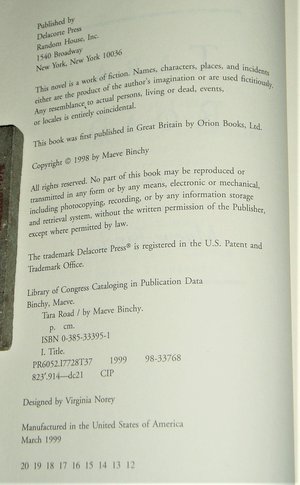 Published by
Delacorte Press
Random House, Inc.
1540 Broadway
New York, New York 10036
This novel is a work of fiction. Names, characters, places, and incidents
either are the product of the author's imagination or are used fictitiously.
Any resemblance to actual persons, living or dead, events,
or locales is entirely coincidental.
This book was first published in Great Britain by Orion Books, Ltd.
Copyright © 1998 by Maeve Binchy
All rights reserved. No part of this book may be reproduced or
transmitted in any form or by any means, electronic or mechanical,
including photocopying, recording, or by any information storage
and retrieval system, without the written permission of the Publisher,
except where permitted by law.
The trademark Delacorte Press® is registered in the U.S. Patent and
Trademark Office.
Library of Congress Cataloging in Publication Data
Binchy, Maeve.
Tara Road / by Maeve Binchy.
p. cm.
ISBN 0-385-33395-1
I. Title.
PR6052.I7728T37 1999 98-33768
823'.914—dc21 CIP
Designed by Virginia Norey
Manufactured in the United States of America
March 1999
20 19 18 17 16 15 14 13 12